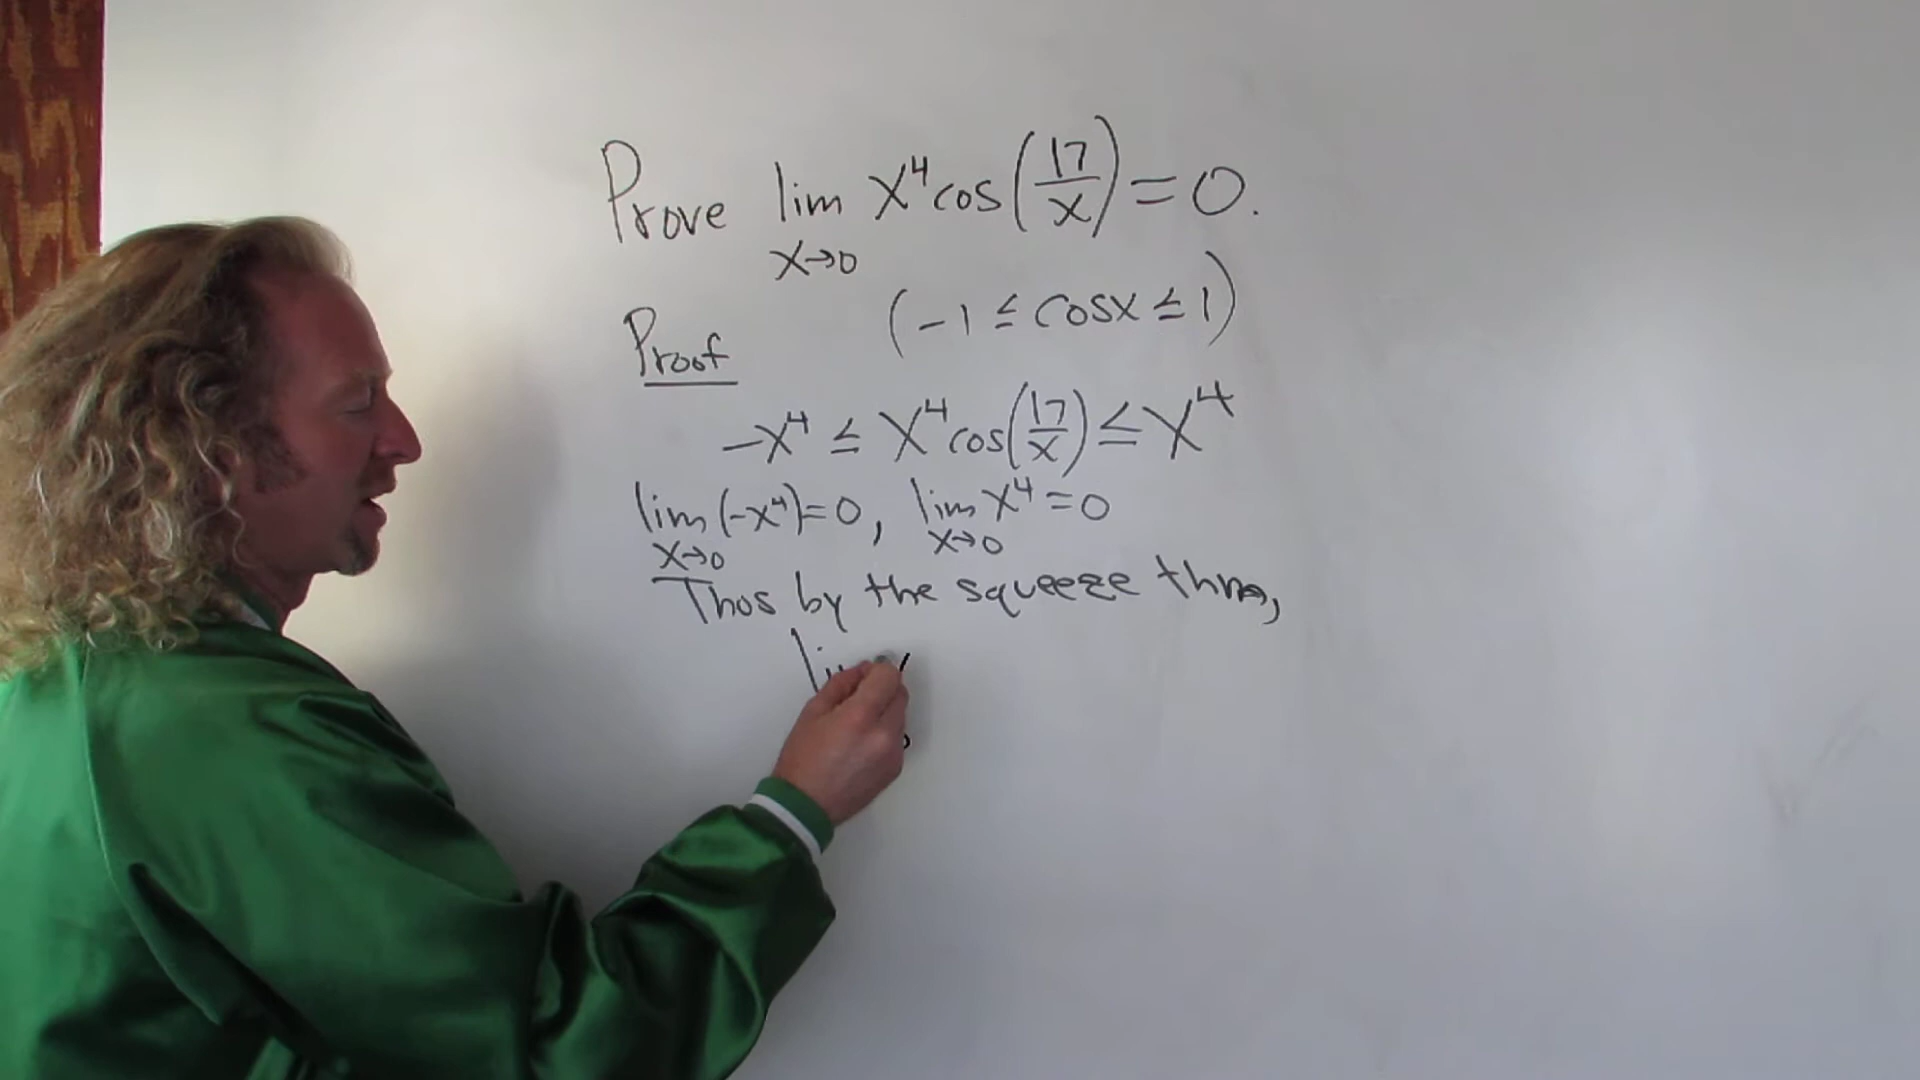 Prove lim x→0 x⁴cos(17/x) = 0.
(-1 ≤ cosx ≤ 1)
Proof
-x⁴ ≤ x⁴cos(17/x) ≤ x⁴
lim x→0 (-x⁴) = 0, lim x→0 x⁴ = 0
Thus by the squeeze thm,